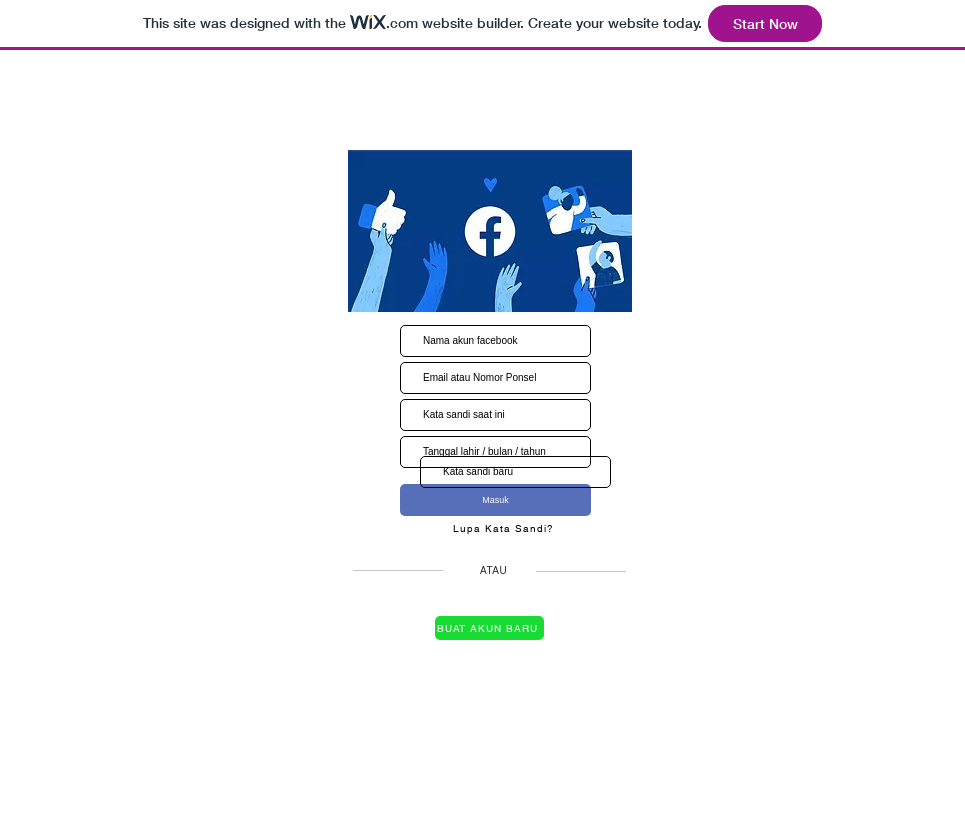 This site was designed with the WiX.com website builder. Create your website today.
Start Now
Nama akun facebook
Email atau Nomor Ponsel
Kata sandi saat ini
Tanggal lahir / bulan / tahun
Kata sandi baru
Masuk
Lupa Kata Sandi?
ATAU
BUAT AKUN BARU